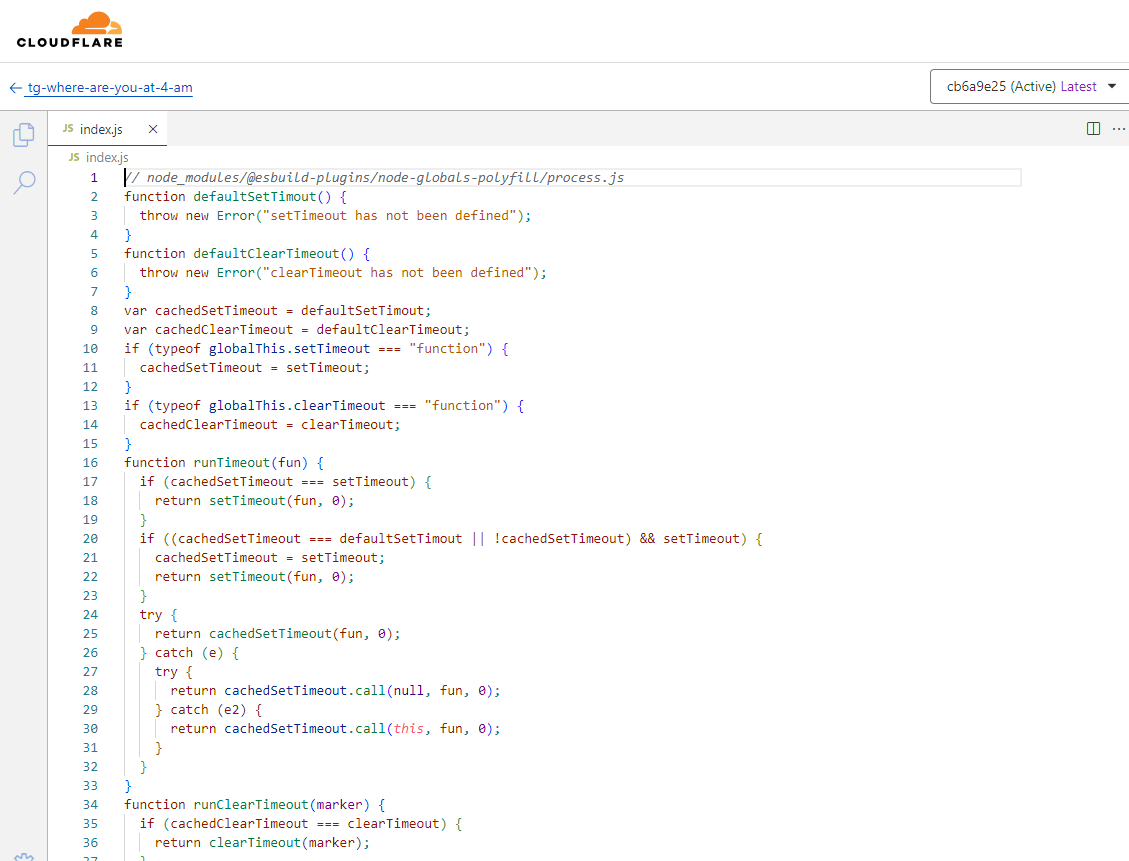 CLOUDFLARE
← tg-where-are-you-at-4-am
cb6a9e25 (Active) Latest
JS index.js ×
JS index.js
1 // node_modules/@esbuild-plugins/node-globals-polyfill/process.js
2 function defaultSetTimout() {
3 throw new Error("setTimeout has not been defined");
4 }
5 function defaultClearTimeout() {
6 throw new Error("clearTimeout has not been defined");
7 }
8 var cachedSetTimeout = defaultSetTimout;
9 var cachedClearTimeout = defaultClearTimeout;
10 if (typeof globalThis.setTimeout === "function") {
11 cachedSetTimeout = setTimeout;
12 }
13 if (typeof globalThis.clearTimeout === "function") {
14 cachedClearTimeout = clearTimeout;
15 }
16 function runTimeout(fun) {
17 if (cachedSetTimeout === setTimeout) {
18 return setTimeout(fun, 0);
19 }
20 if ((cachedSetTimeout === defaultSetTimout || !cachedSetTimeout) && setTimeout) {
21 cachedSetTimeout = setTimeout;
22 return setTimeout(fun, 0);
23 }
24 try {
25 return cachedSetTimeout(fun, 0);
26 } catch (e) {
27 try {
28 return cachedSetTimeout.call(null, fun, 0);
29 } catch (e2) {
30 return cachedSetTimeout.call(this, fun, 0);
31 }
32 }
33 }
34 function runClearTimeout(marker) {
35 if (cachedClearTimeout === clearTimeout) {
36 return clearTimeout(marker);
37 }